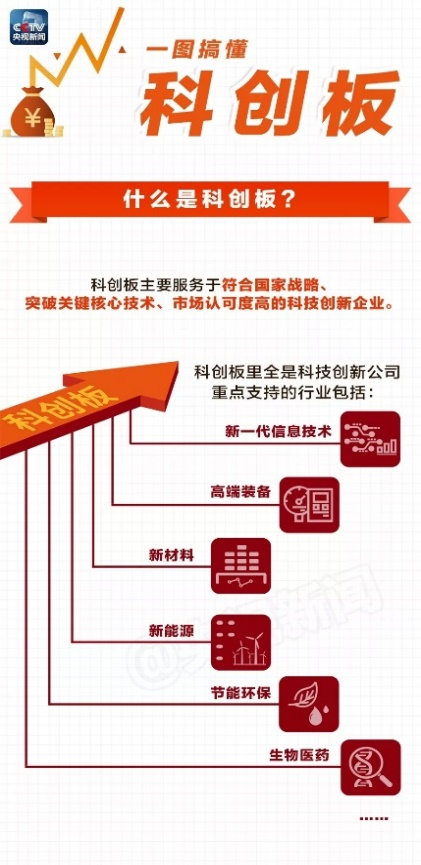 CCTV
央视新闻
一图搞懂
科创板
什么是科创板？
科创板主要服务于符合国家战略、
突破关键核心技术、市场认可度高的科技创新企业。
科创板
科创板里全是科技创新公司
重点支持的行业包括：
新一代信息技术
高端装备
新材料
新能源
节能环保
生物医药
……
@央视新闻